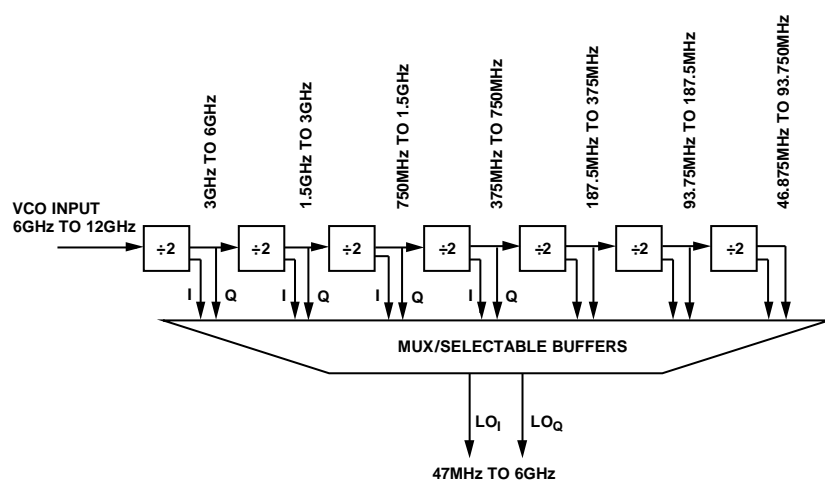 3GHz TO 6GHz
1.5GHz TO 3GHz
750MHz TO 1.5GHz
375MHz TO 750MHz
187.5MHz TO 375MHz
93.75MHz TO 187.5MHz
46.875MHz TO 93.750MHz
VCO INPUT
6GHz TO 12GHz
÷2
÷2
÷2
÷2
÷2
÷2
÷2
I
Q
I
Q
I
Q
I
Q
MUX/SELECTABLE BUFFERS
LOI
LOQ
47MHz TO 6GHz